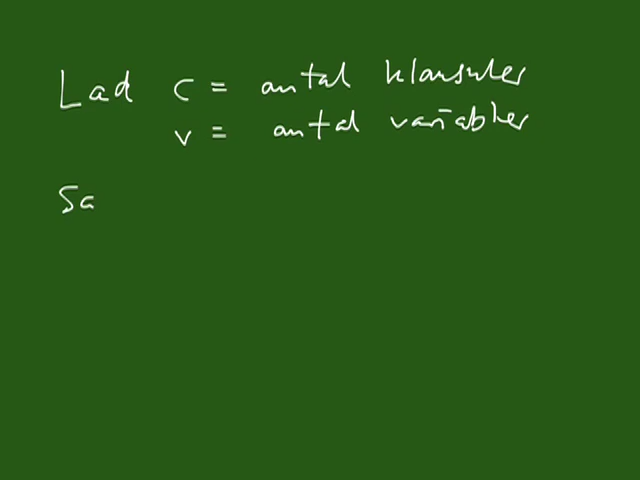 Lad c = antal klausuler
v = antal variabler
Sa